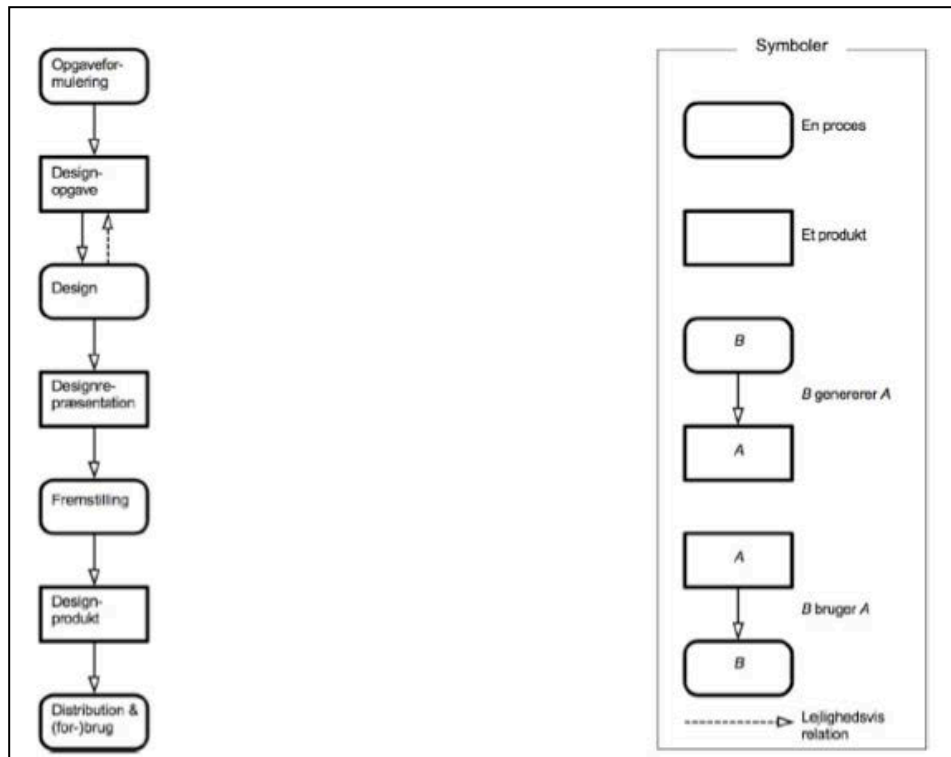 Opgavefor-
mulering
Design-
opgave
Design
Designre-
præsentation
Fremstilling
Design-
produkt
Distribution &
(for-)brug
Symboler
En proces
Et produkt
B
B genererer A
A
A
B bruger A
B
Lejlighedsvis
relation